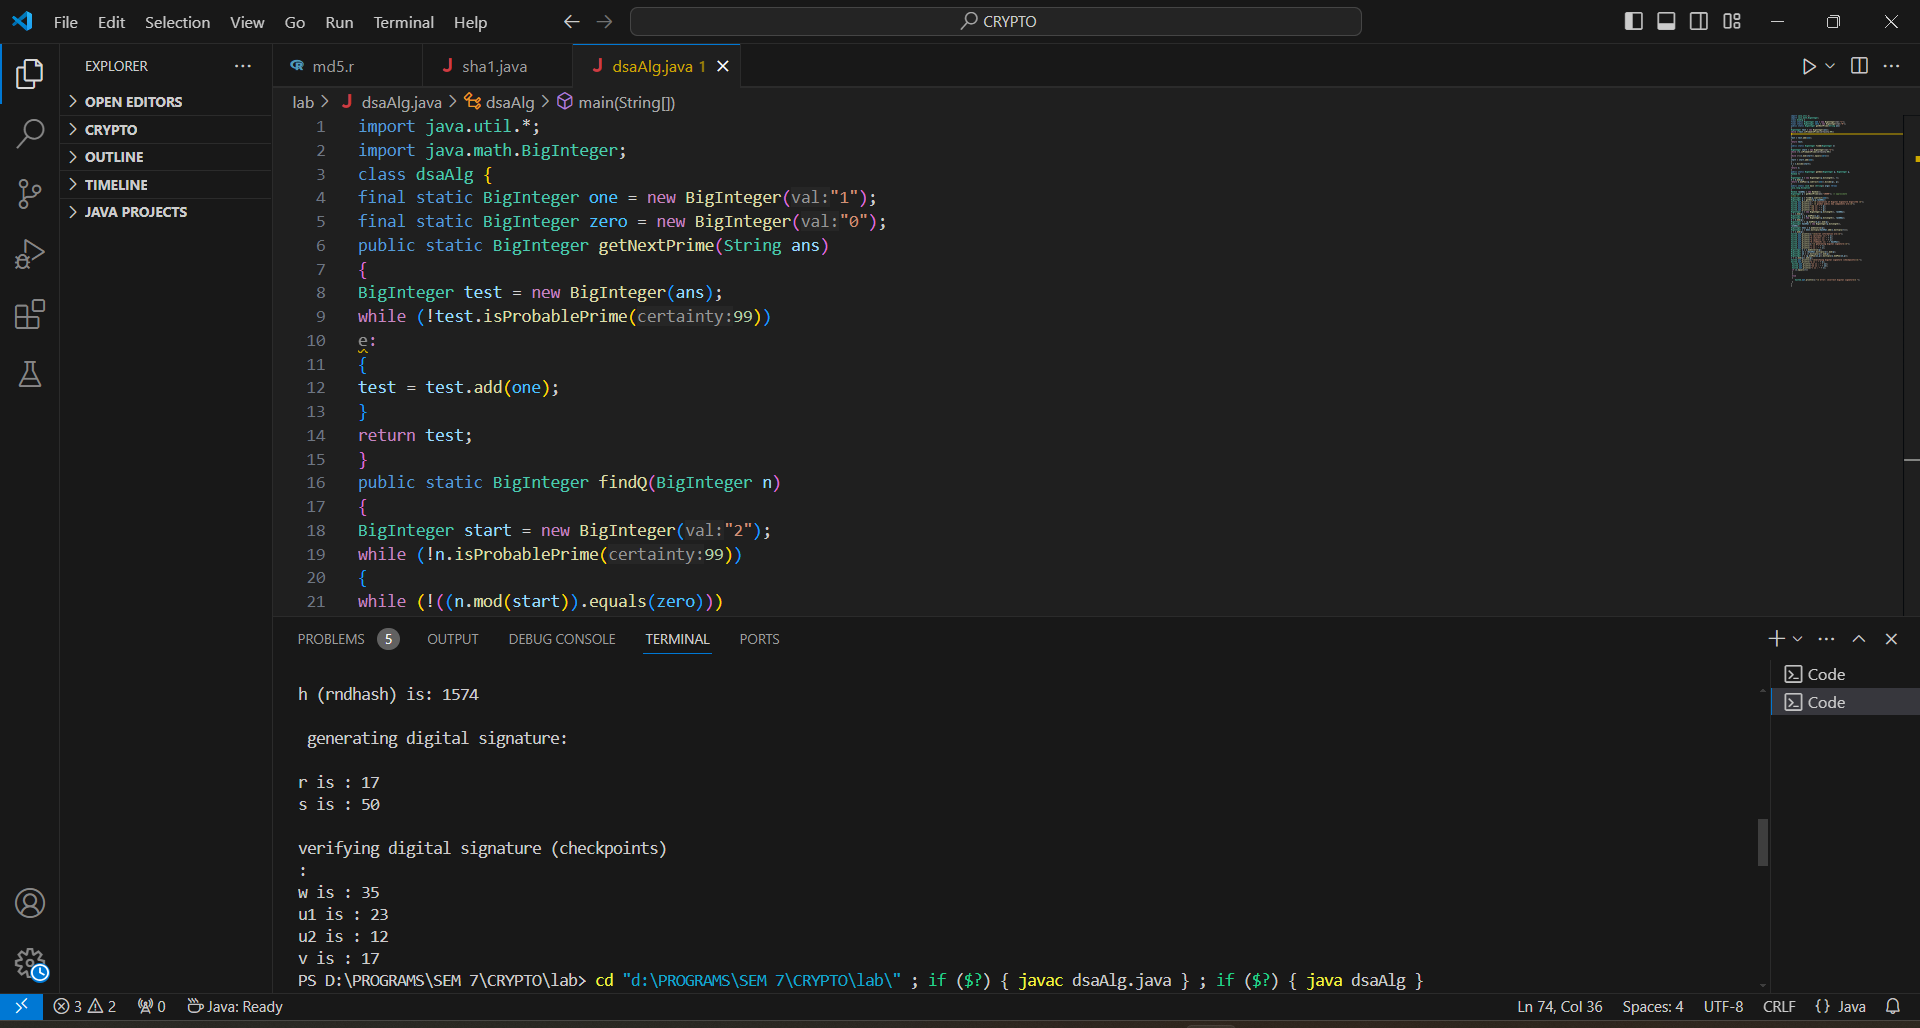 File Edit Selection View Go Run Terminal Help
CRYPTO
EXPLORER
OPEN EDITORS
CRYPTO
OUTLINE
TIMELINE
JAVA PROJECTS
md5.r
sha1.java
dsaAlg.java 1
lab > dsaAlg.java > dsaAlg > main(String[])
1 import java.util.*;
2 import java.math.BigInteger;
3 class dsaAlg {
4 final static BigInteger one = new BigInteger(val:"1");
5 final static BigInteger zero = new BigInteger(val:"0");
6 public static BigInteger getNextPrime(String ans)
7 {
8 BigInteger test = new BigInteger(ans);
9 while (!test.isProbablePrime(certainty:99))
10 e:
11 {
12 test = test.add(one);
13 }
14 return test;
15 }
16 public static BigInteger findQ(BigInteger n)
17 {
18 BigInteger start = new BigInteger(val:"2");
19 while (!n.isProbablePrime(certainty:99))
20 {
21 while (!((n.mod(start)).equals(zero)))
PROBLEMS 5 OUTPUT DEBUG CONSOLE TERMINAL PORTS
h (rndhash) is: 1574
generating digital signature:
r is : 17
s is : 50
verifying digital signature (checkpoints)
:
w is : 35
u1 is : 23
u2 is : 12
v is : 17
PS D:\PROGRAMS\SEM 7\CRYPTO\lab> cd "d:\PROGRAMS\SEM 7\CRYPTO\lab\" ; if ($?) { javac dsaAlg.java } ; if ($?) { java dsaAlg }
Code
Code
3 2 0 Java: Ready
Ln 74, Col 36 Spaces: 4 UTF-8 CRLF {} Java